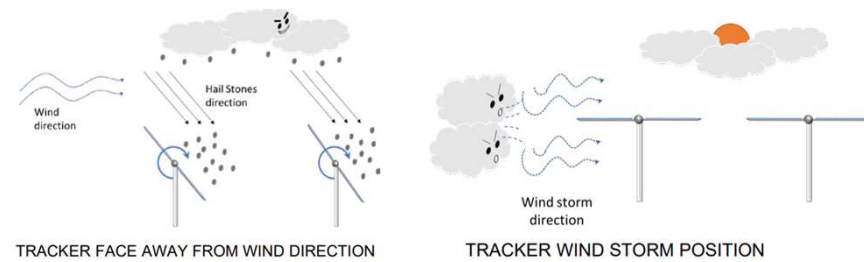 Hail Stones
direction
Wind
direction
TRACKER FACE AWAY FROM WIND DIRECTION
Wind storm
direction
TRACKER WIND STORM POSITION